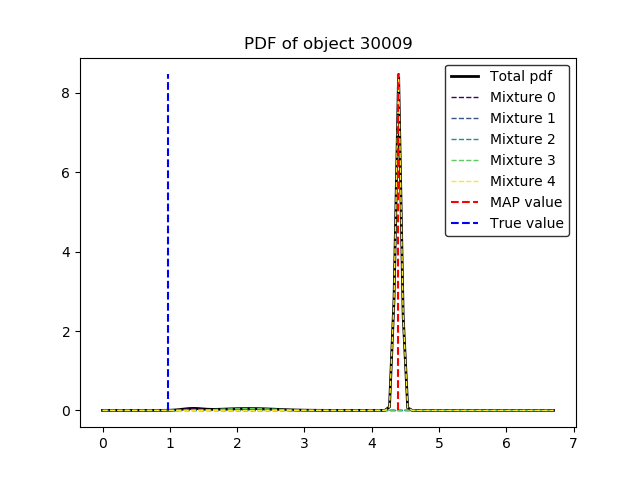 PDF of object 30009
Total pdf
Mixture 0
Mixture 1
Mixture 2
Mixture 3
Mixture 4
MAP value
True value
8
6
4
2
0
0 1 2 3 4 5 6 7